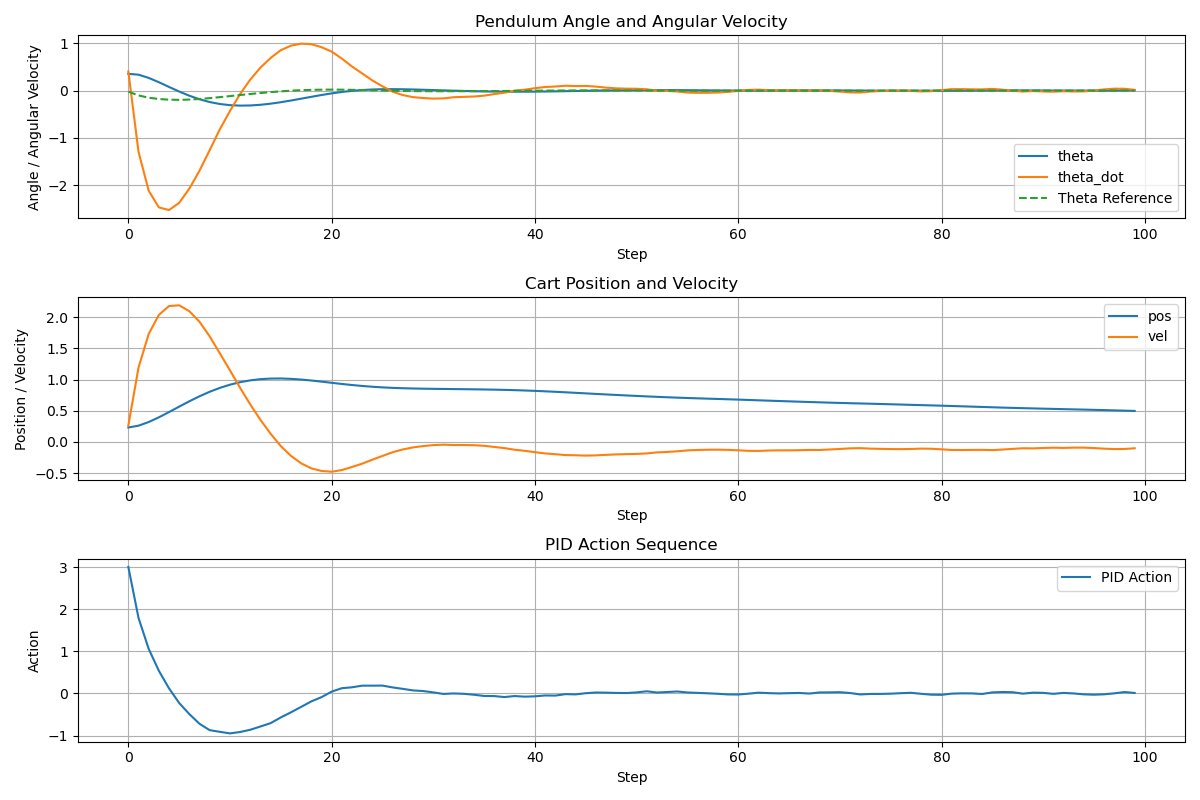 Pendulum Angle and Angular Velocity
Angle / Angular Velocity
1
0
−1
−2
theta
theta_dot
Theta Reference
0 20 40 60 80 100
Step
Cart Position and Velocity
Position / Velocity
2.0
1.5
1.0
0.5
0.0
−0.5
pos
vel
0 20 40 60 80 100
Step
PID Action Sequence
Action
3
2
1
0
−1
PID Action
0 20 40 60 80 100
Step